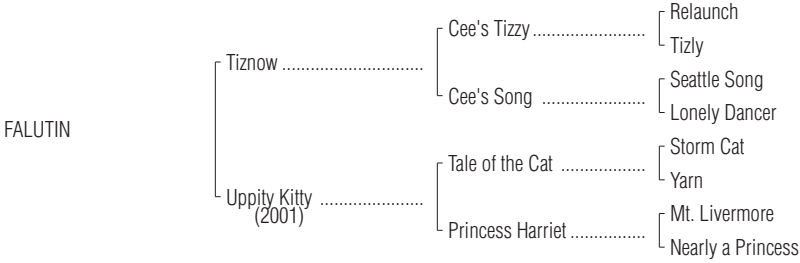 Relaunch
Cee's Tizzy ........................
Tizly
Tiznow ..............................
Seattle Song
Cee's Song ......................
Lonely Dancer
FALUTIN
Storm Cat
Tale of the Cat ..................
Yarn
Uppity Kitty ......................
(2001)
Mt. Livermore
Princess Harriet ................
Nearly a Princess